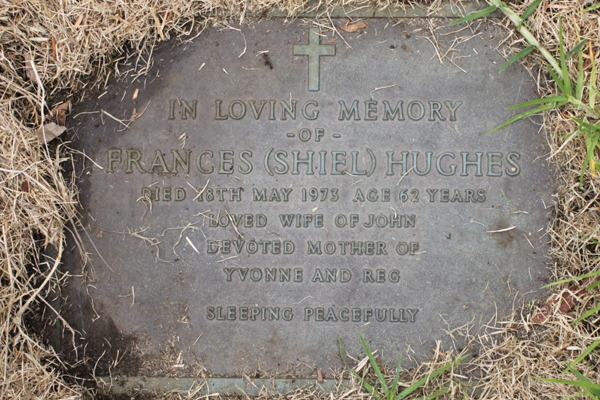 IN LOVING MEMORY
- OF -
FRANCES (SHIEL) HUGHES
DIED 18TH MAY 1973 AGE 62 YEARS
LOVED WIFE OF JOHN
DEVOTED MOTHER OF
YVONNE AND REG
SLEEPING PEACEFULLY